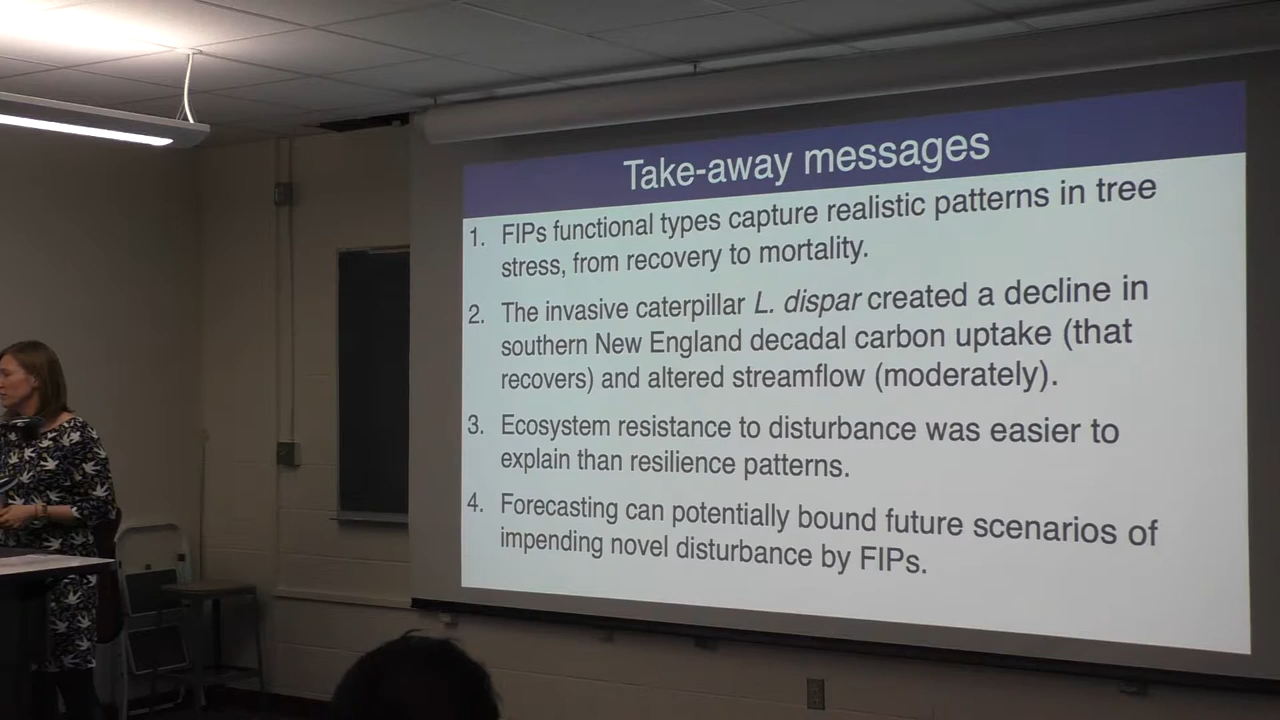 Take-away messages
1. FIPs functional types capture realistic patterns in tree
stress, from recovery to mortality.
2. The invasive caterpillar L. dispar created a decline in
southern New England decadal carbon uptake (that
recovers) and altered streamflow (moderately).
3. Ecosystem resistance to disturbance was easier to
explain than resilience patterns.
4. Forecasting can potentially bound future scenarios of
impending novel disturbance by FIPs.